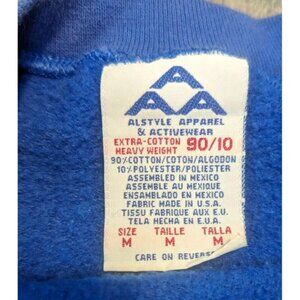 A
A A
ALSTYLE APPAREL
& ACTIVEWEAR
EXTRA-COTTON 90/10
HEAVY WEIGHT
90% COTTON/COTON/ALGODON
10% POLYESTER/POLIESTER
ASSEMBLED IN MEXICO
ASSEMBLE AU MEXIQUE
ENSAMBLADO EN MEXICO
FABRIC MADE IN U.S.A.
TISSU FABRIQUE AUX E.U.
TELA HECHA EN E.U.
SIZE TAILLE TALLA
M M M
CARE ON REVERSE